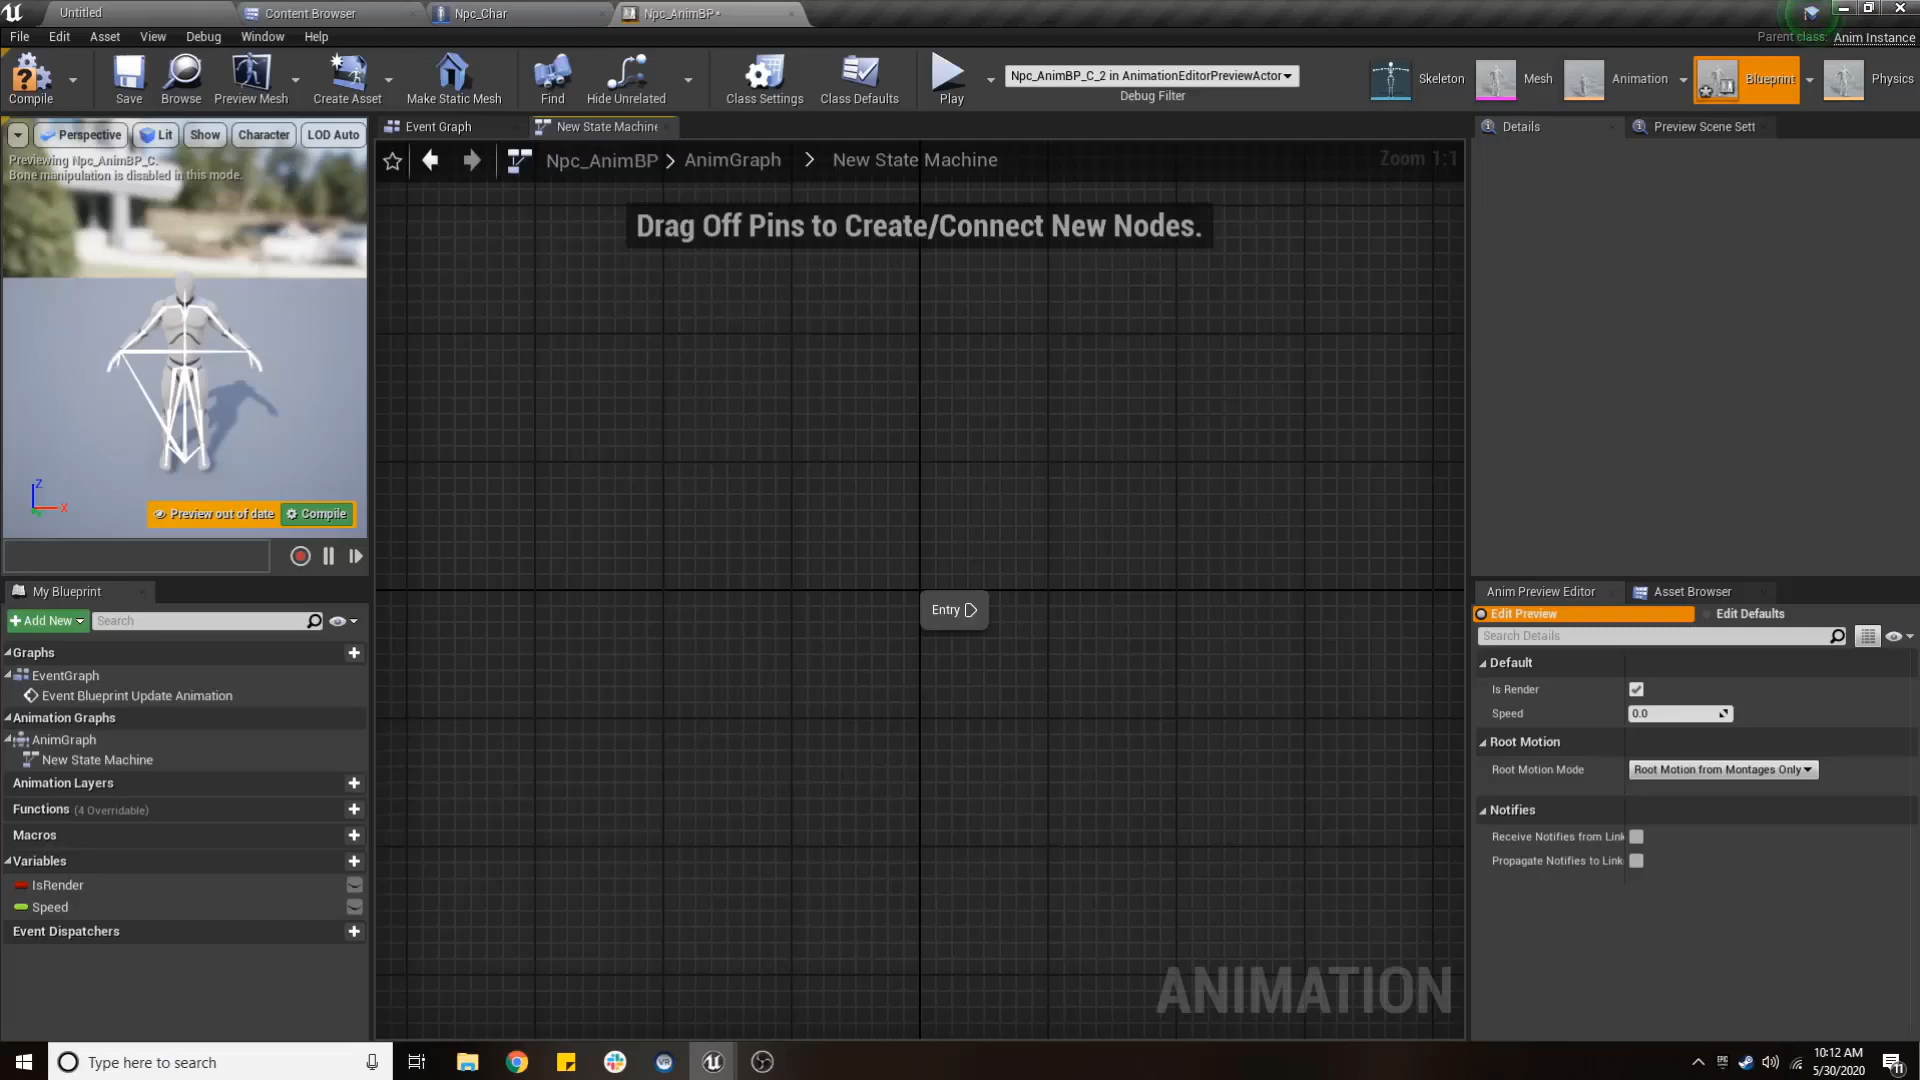 Untitled
Content Browser
Npc_Char
Npc_AnimBP*
File Edit Asset View Debug Window Help
Parent class: Anim Instance
Compile
Save
Browse
Preview Mesh
Create Asset
Make Static Mesh
Find
Hide Unrelated
Class Settings
Class Defaults
Play
Npc_AnimBP_C_2 in AnimationEditorPreviewActor
Debug Filter
Skeleton
Mesh
Animation
Blueprint
Physics
Perspective Lit Show Character LOD Auto
Previewing Npc_AnimBP_C.
Bone manipulation is disabled in this mode.
Z
X
Preview out of date Compile
Event Graph
New State Machine
Npc_AnimBP > AnimGraph > New State Machine
Zoom 1:1
Drag Off Pins to Create/Connect New Nodes.
Entry
ANIMATION
My Blueprint
+ Add New Search
Graphs
EventGraph
Event Blueprint Update Animation
Animation Graphs
AnimGraph
New State Machine
Animation Layers
Functions (4 Overridable)
Macros
Variables
IsRender
Speed
Event Dispatchers
Details
Preview Scene Sett
Anim Preview Editor
Asset Browser
Edit Preview Edit Defaults
Search Details
Default
Is Render
Speed 0.0
Root Motion
Root Motion Mode Root Motion from Montages Only
Notifies
Receive Notifies from Link
Propagate Notifies to Link
Type here to search
10:12 AM
5/30/2020
11